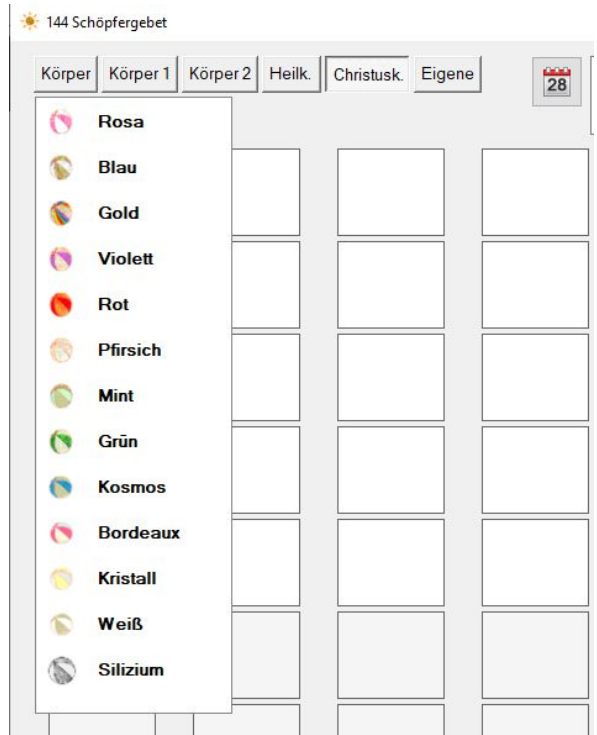 144 Schöpfergebet
Körper Körper 1 Körper 2 Heilk. Christusk. Eigene 28
Rosa
Blau
Gold
Violett
Rot
Pfirsich
Mint
Grün
Kosmos
Bordeaux
Kristall
Weiß
Silizium